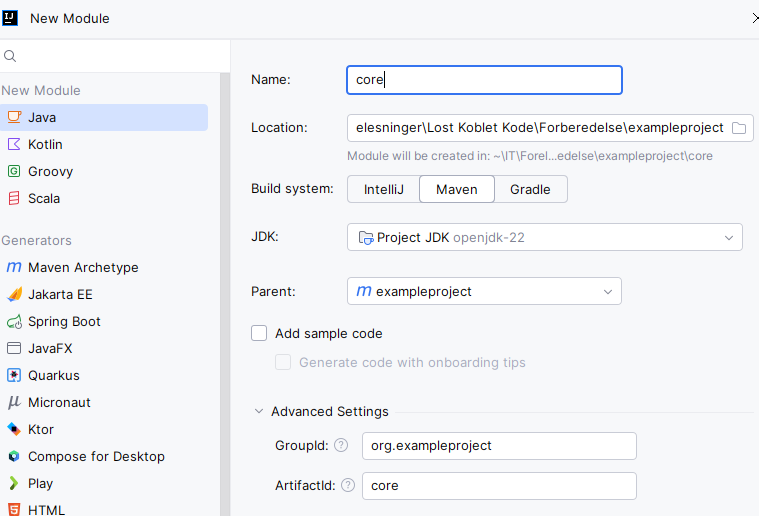 New Module
New Module
Java
Kotlin
Groovy
Scala
Generators
Maven Archetype
Jakarta EE
Spring Boot
JavaFX
Quarkus
Micronaut
Ktor
Compose for Desktop
Play
HTML
Name: core
Location: elesninger\Lost Koblet Kode\Forberedelse\exampleproject
Module will be created in: ~\IT\Forel...edelse\exampleproject\core
Build system: IntelliJ Maven Gradle
JDK: Project JDK openjdk-22
Parent: exampleproject
Add sample code
Generate code with onboarding tips
Advanced Settings
GroupId: org.exampleproject
ArtifactId: core